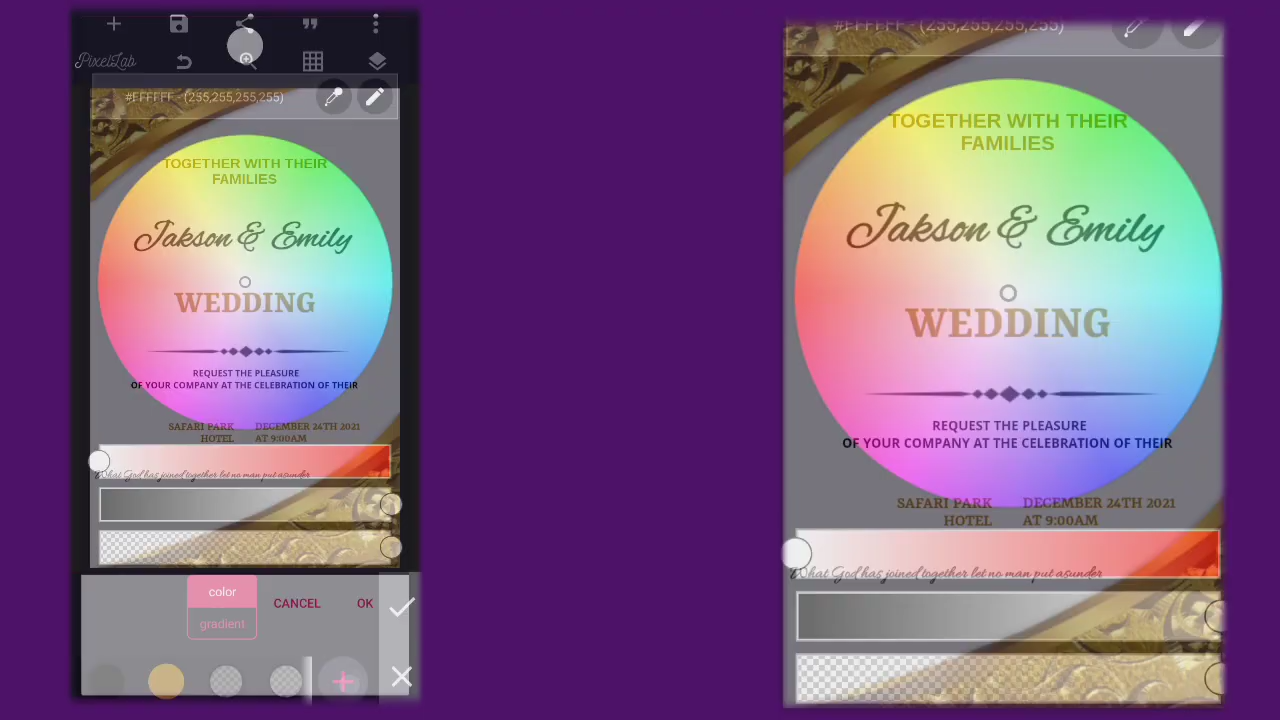 PixelLab
#FFFFFF - (255,255,255,255)
TOGETHER WITH THEIR
FAMILIES
Jakson & Emily
WEDDING
REQUEST THE PLEASURE
OF YOUR COMPANY AT THE CELEBRATION OF THEIR
SAFARI PARK
HOTEL
DECEMBER 24TH 2021
AT 9:00AM
What God has joined together let no man put asunder
color
gradient
CANCEL
OK
#FFFFFF - (255,255,255,255)
TOGETHER WITH THEIR
FAMILIES
Jakson & Emily
WEDDING
REQUEST THE PLEASURE
OF YOUR COMPANY AT THE CELEBRATION OF THEIR
SAFARI PARK
HOTEL
DECEMBER 24TH 2021
AT 9:00AM
What God has joined together let no man put asunder